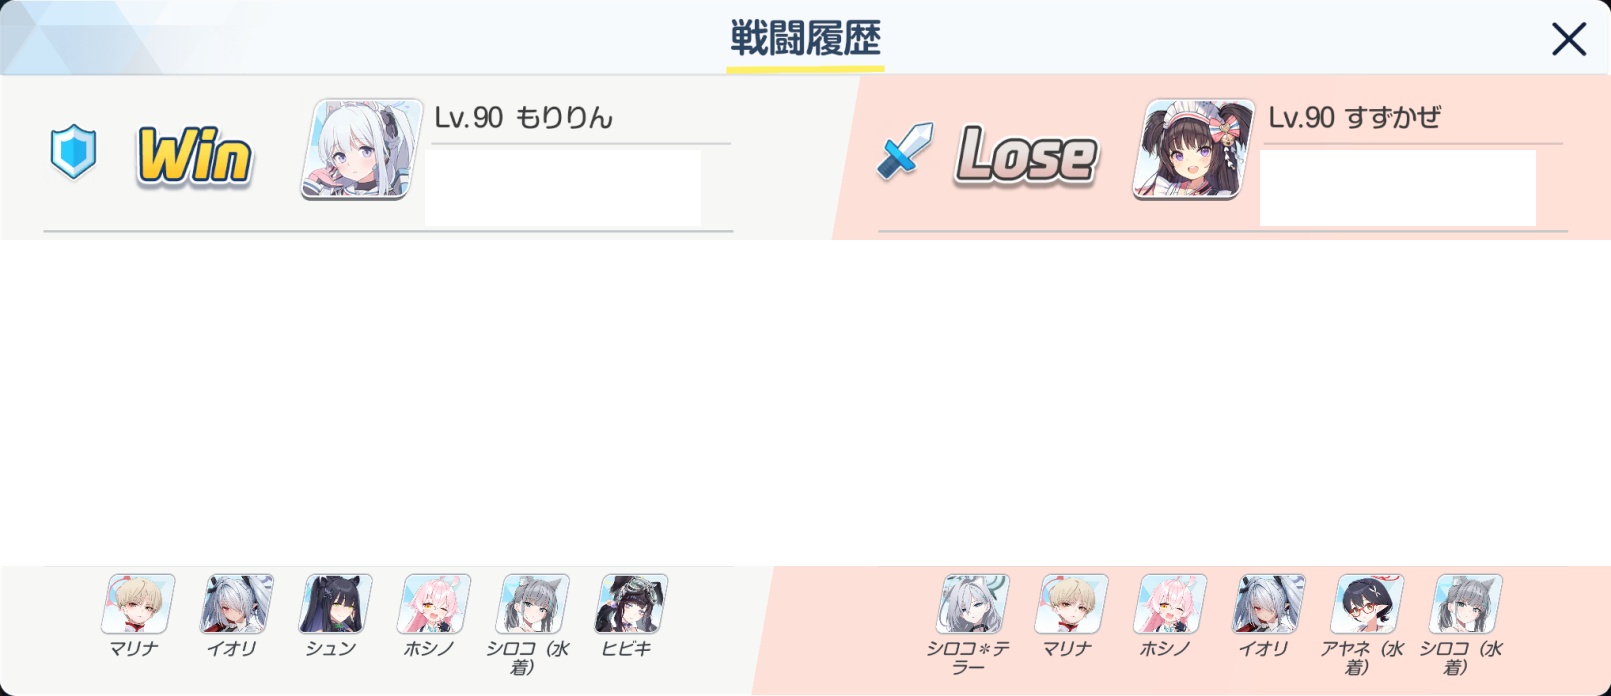 戦闘履歴
Win
Lv.90 もりりん
Lose
Lv.90 すずかぜ
マリナ
イオリ
シュン
ホシノ
シロコ（水
着）
ヒビキ
シロコ＊テ
ラー
マリナ
ホシノ
イオリ
アヤネ（水
着）
シロコ（水
着）